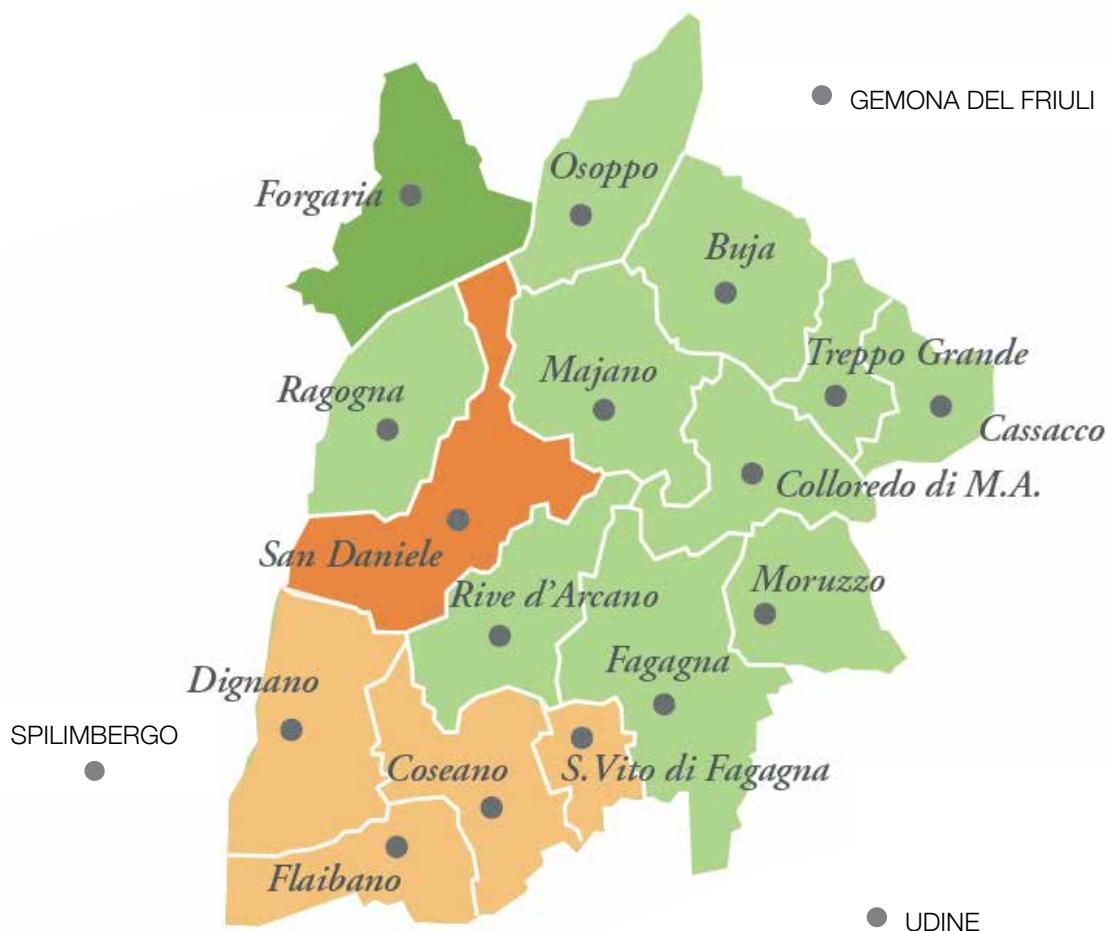 GEMONA DEL FRIULI
Osoppo
Forgaria
Buja
Treppo Grande
Majano
Ragogna
Cassacco
Colloredo di M.A.
San Daniele
Moruzzo
Rive d'Arcano
Fagagna
Dignano
SPILIMBERGO
Coseano
S.Vito di Fagagna
Flaibano
UDINE